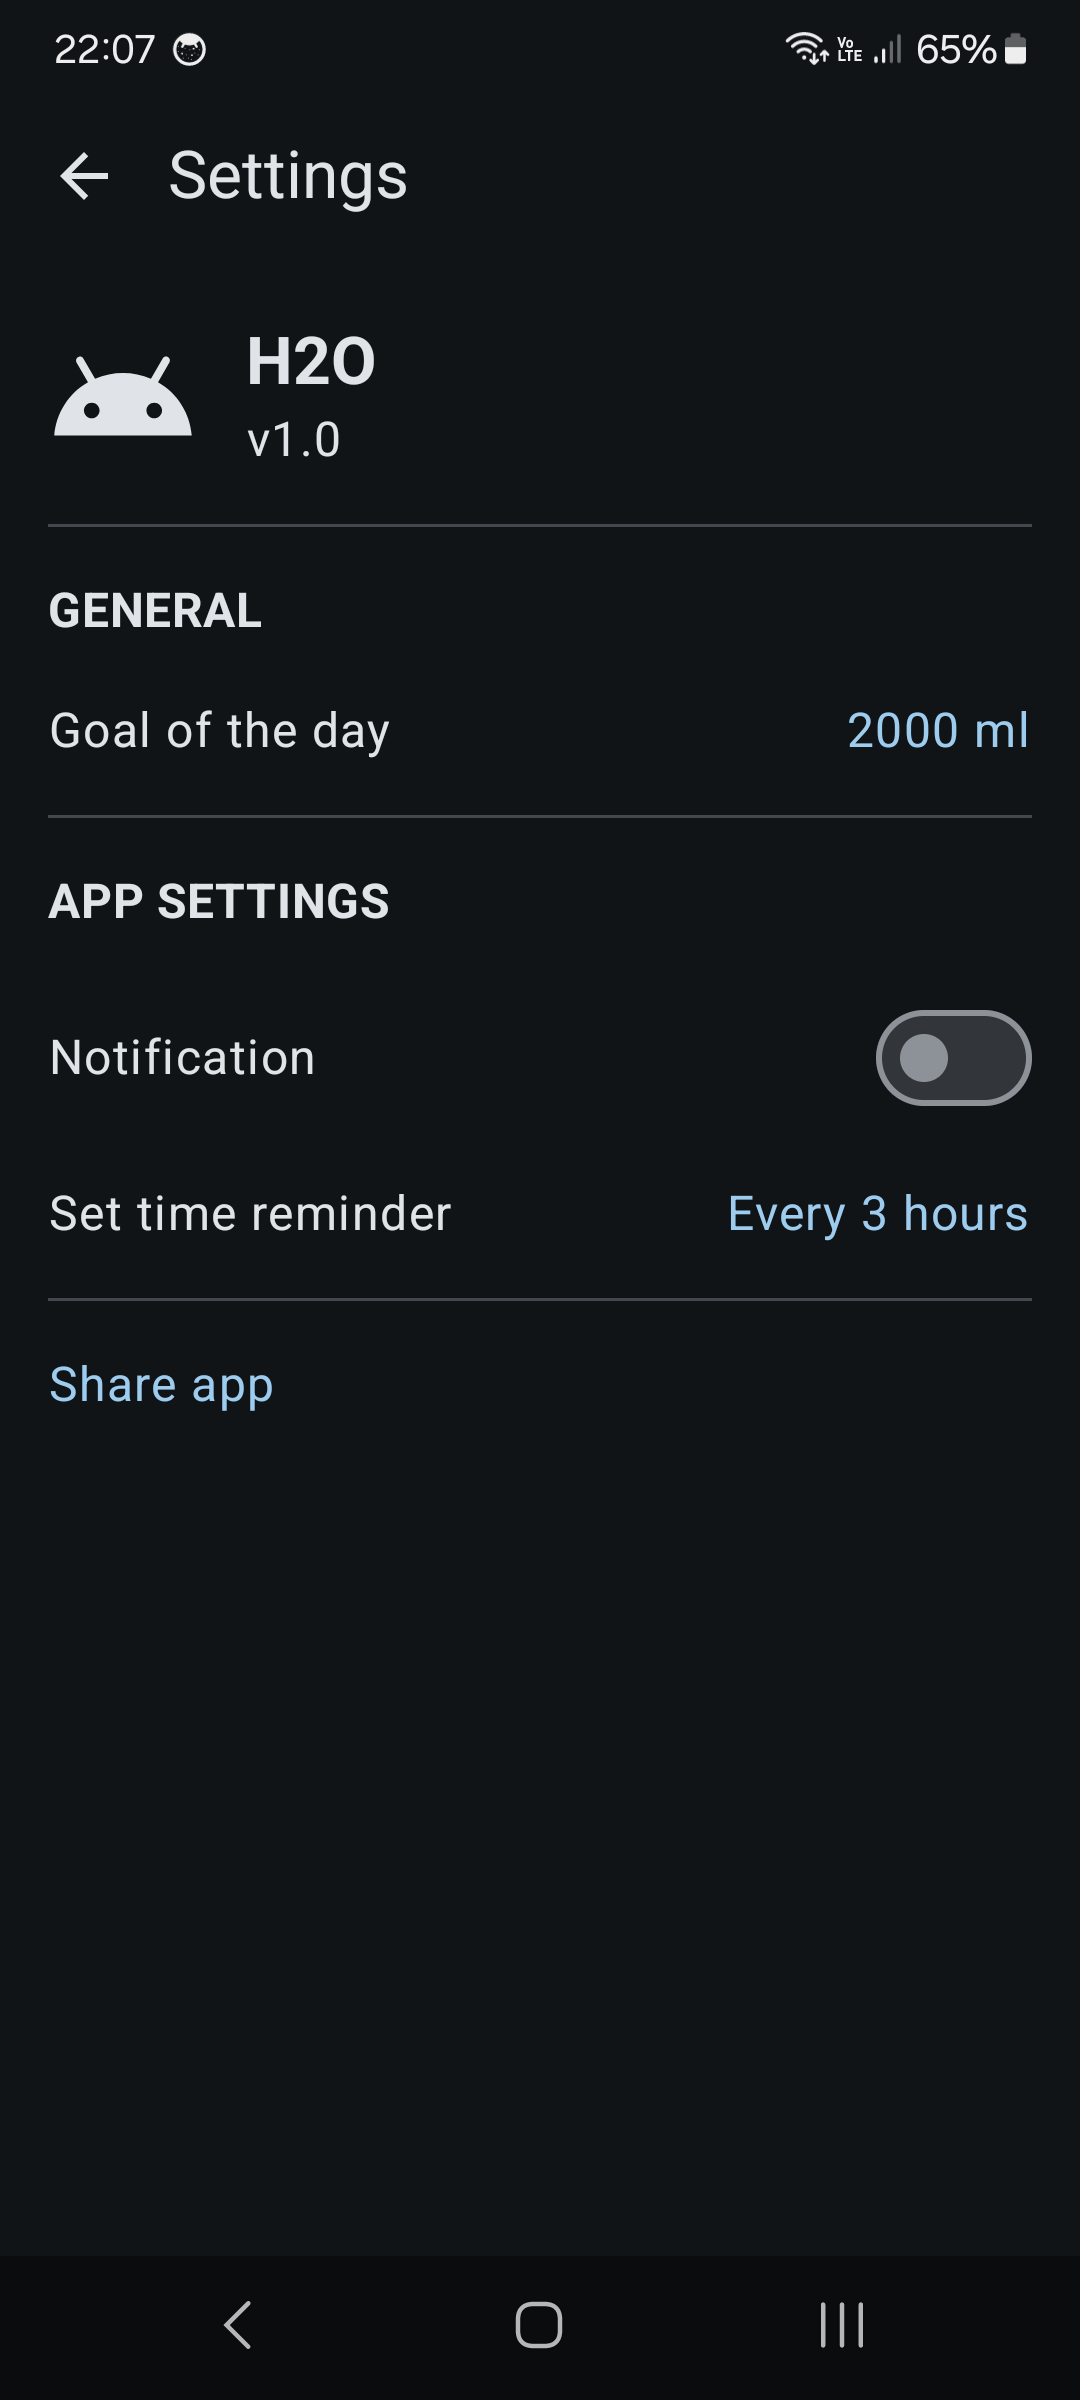 22:07 Vo LTE 65%
Settings
H2O
v1.0
GENERAL
Goal of the day 2000 ml
APP SETTINGS
Notification
Set time reminder Every 3 hours
Share app